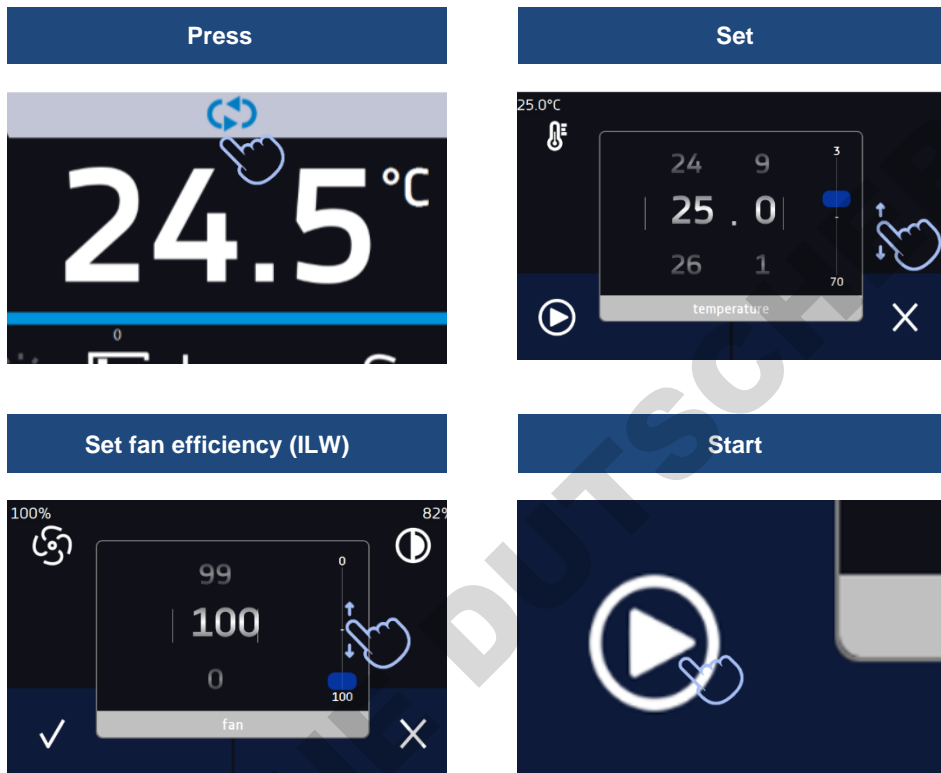 Press
Set
24.5°C
0
25.0°C
24 9
3
25 . 0
26 1
70
temperature
Set fan efficiency (ILW)
Start
100%
82%
99
0
100
0
100
fan